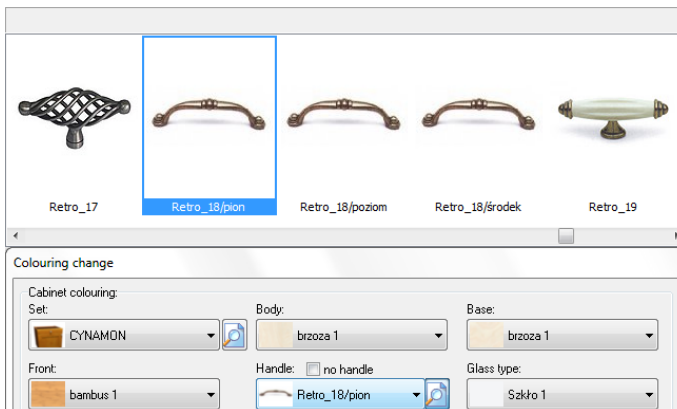 Retro_17 Retro_18/pion Retro_18/poziom Retro_18/środek Retro_19
Colouring change
Cabinet colouring:
Set: Body: Base:
CYNAMON brzoza 1 brzoza 1
Front: Handle: no handle Glass type:
bambus 1 Retro_18/pion Szkło 1